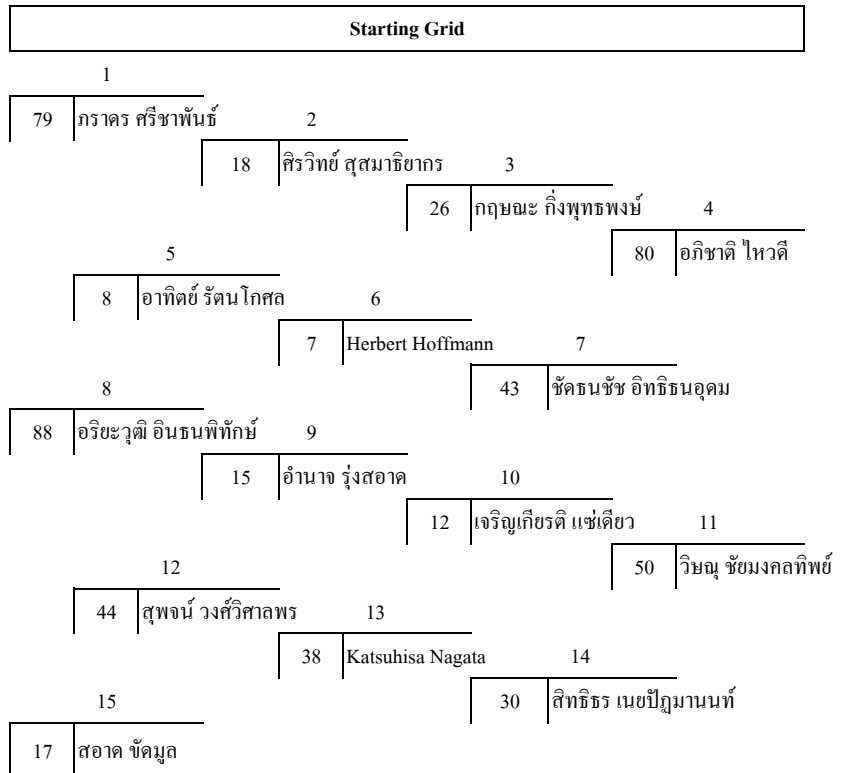 Starting Grid
1
79 ภราดร ศรีชาพันธ์
2
18 ศิรวิทย์ สุสมาธิยากร
3
26 กฤษณะ กิ่งพุทธพงษ์
4
80 อภิชาติ ไหวดี
5
8 อาทิตย์ รัตนโกศล
6
7 Herbert Hoffmann
7
43 ชัดธนชัช อิทธิธนอุดม
8
88 อริยะวุฒิ อินธนพิทักษ์
9
15 อำนาจ รุ่งสอาด
10
12 เจริญเกียรติ แซ่เดียว
11
50 วิษณุ ชัยมงคลทิพย์
12
44 สุพจน์ วงศ์วิศาลพร
13
38 Katsuhisa Nagata
14
30 สิทธิธร เนยปัฏมานนท์
15
17 สอาด ขัดมูล